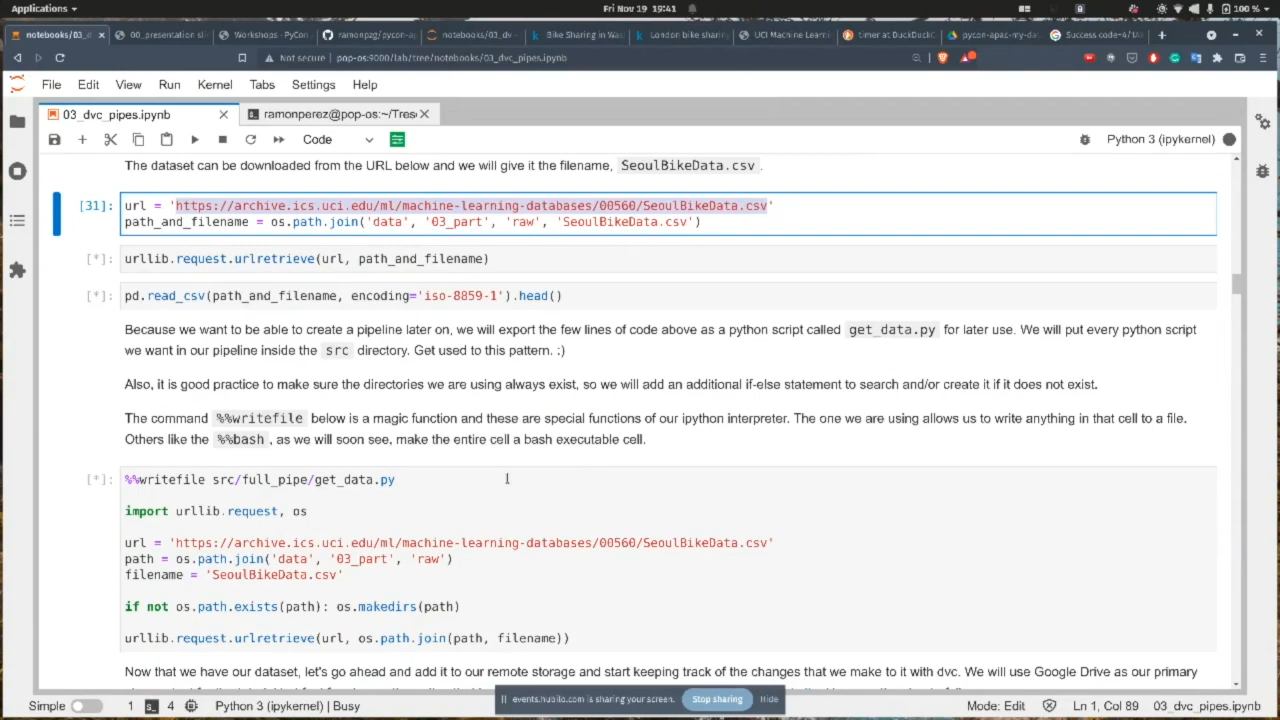 Applications
Fri Nov 19 19:41
100 %
notebooks/03_d
00_presentation sli
Workshops - PyCon
ramonpzg/pycon-ap
notebooks/03_dv
Bike Sharing in Was
London bike sharing
UCI Machine Learni
timer at DuckDuckG
pycon-apac-my-da
Success-code=4/1A
Not secure | pop-os:9000/lab/tree/notebooks/03_dvc_pipes.ipynb
File Edit View Run Kernel Tabs Settings Help
03_dvc_pipes.ipynb
ramonperez@pop-os:~/Tresc
Code
Python 3 (ipykernel)
The dataset can be downloaded from the URL below and we will give it the filename, SeoulBikeData.csv .
[31]: url = 'https://archive.ics.uci.edu/ml/machine-learning-databases/00560/SeoulBikeData.csv'
path_and_filename = os.path.join('data', '03_part', 'raw', 'SeoulBikeData.csv')
[*]: urllib.request.urlretrieve(url, path_and_filename)
[*]: pd.read_csv(path_and_filename, encoding='iso-8859-1').head()
Because we want to be able to create a pipeline later on, we will export the few lines of code above as a python script called get_data.py for later use. We will put every python script
we want in our pipeline inside the src directory. Get used to this pattern. :)
Also, it is good practice to make sure the directories we are using always exist, so we will add an additional if-else statement to search and/or create it if it does not exist.
The command %%writefile below is a magic function and these are special functions of our ipython interpreter. The one we are using allows us to write anything in that cell to a file.
Others like the %%bash , as we will soon see, make the entire cell a bash executable cell.
[*]: %%writefile src/full_pipe/get_data.py
import urllib.request, os
url = 'https://archive.ics.uci.edu/ml/machine-learning-databases/00560/SeoulBikeData.csv'
path = os.path.join('data', '03_part', 'raw')
filename = 'SeoulBikeData.csv'
if not os.path.exists(path): os.makedirs(path)
urllib.request.urlretrieve(url, os.path.join(path, filename))
Now that we have our dataset, let's go ahead and add it to our remote storage and start keeping track of the changes that we make to it with dvc. We will use Google Drive as our primary
events.hubilo.com is sharing your screen. Stop sharing Hide
Simple 1 4 Python 3 (ipykernel) | Busy
Mode: Edit Ln 1, Col 89 03_dvc_pipes.ipynb